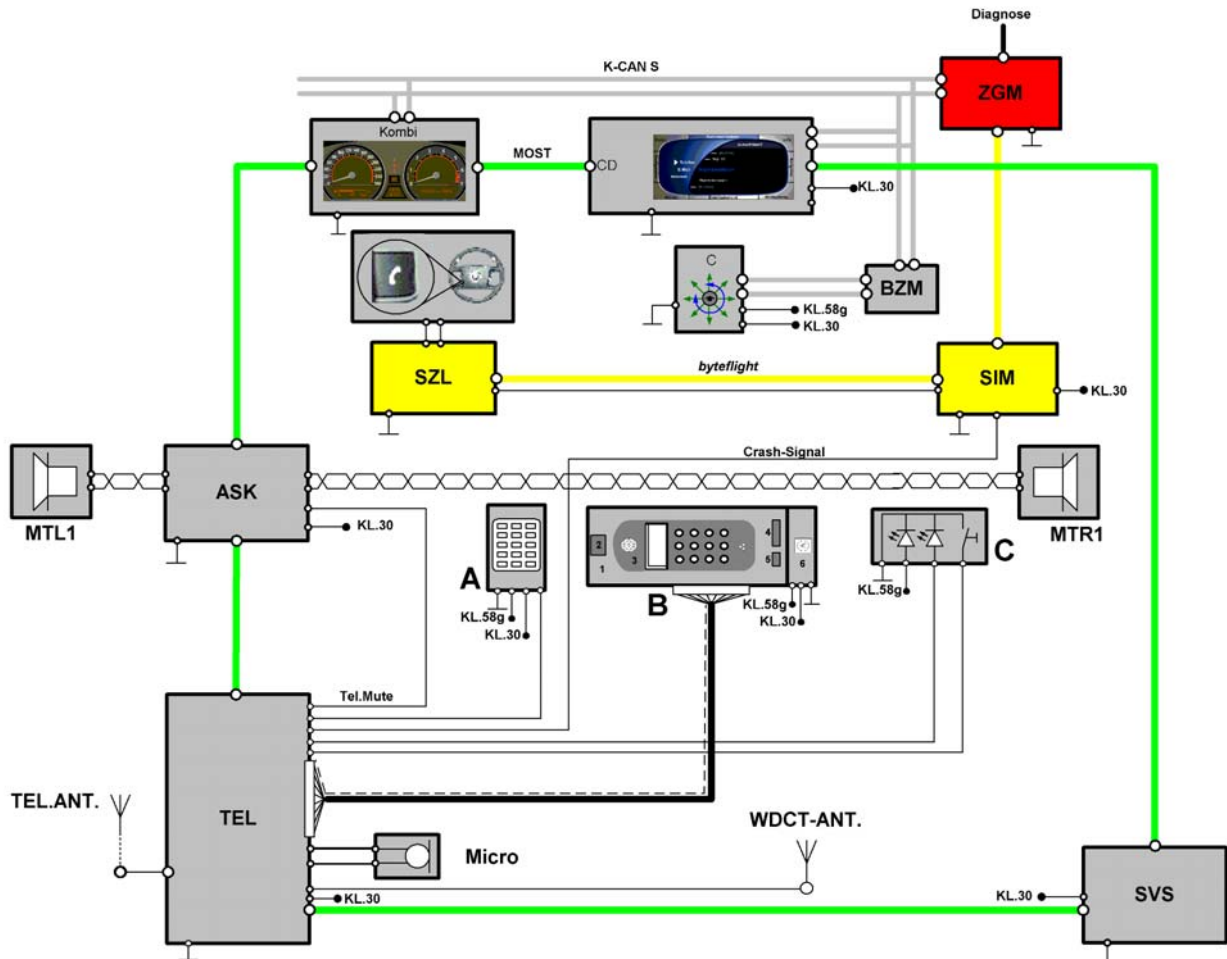 Diagnose
K-CAN S
ZGM
Kombi
MOST
CD
KL.30
C
BZM
KL.58g
KL.30
SZL
byteflight
SIM
KL.30
Crash-Signal
MTL1
ASK
KL.30
MTR1
A
KL.58g
KL.30
2
1
3
4
5
6
B
KL.58g
KL.30
C
KL.58g
Tel.Mute
TEL.ANT.
TEL
WDCT-ANT.
Micro
KL.30
KL.30
SVS